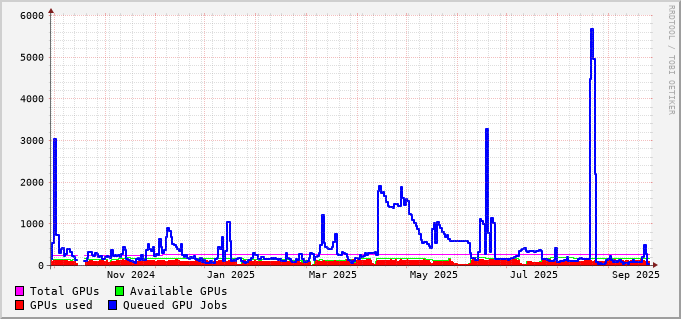 6000
5000
4000
3000
2000
1000
0
Nov 2024 Jan 2025 Mar 2025 May 2025 Jul 2025 Sep 2025
Total GPUs Available GPUs
GPUs used Queued GPU Jobs
RRDTOOL / TOBI OETIKER